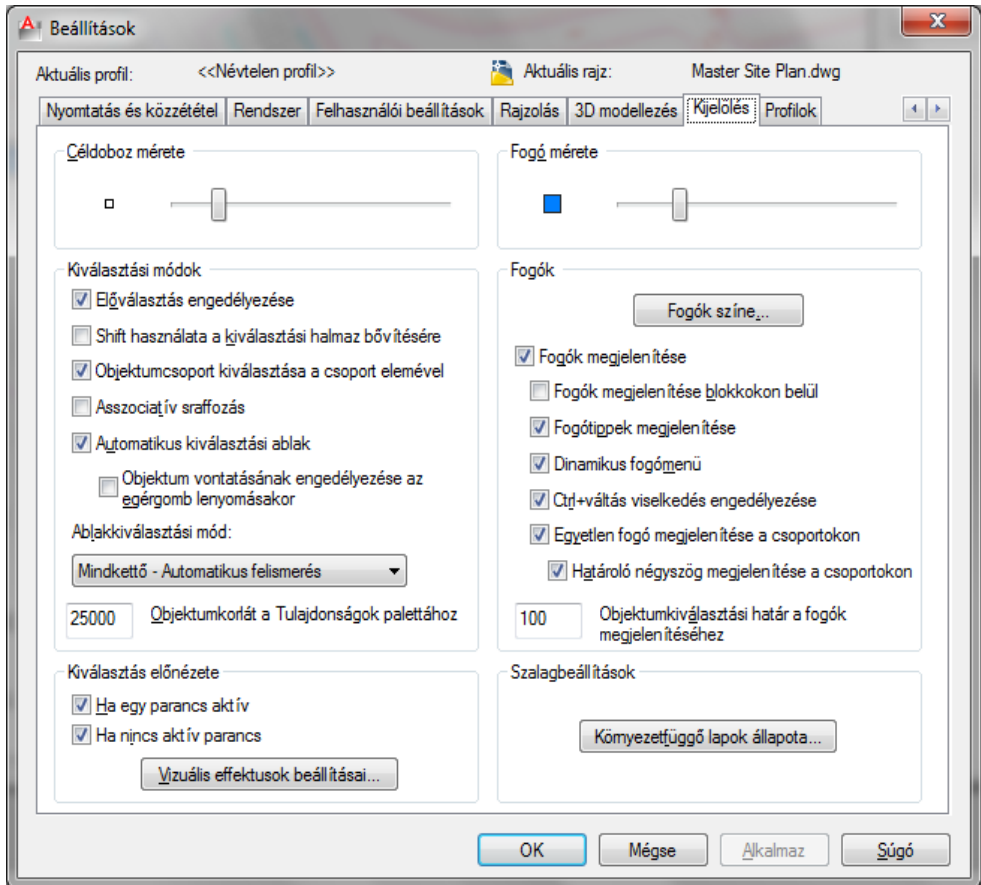 Beállítások
Aktuális profil: <<Névtelen profil>> Aktuális rajz: Master Site Plan.dwg
Nyomtatás és közzététel Rendszer Felhasználói beállítások Rajzolás 3D modellezés Kijelölés Profilok
Céldoboz mérete
Fogó mérete
Kiválasztási módok
Előválasztás engedélyezése
Shift használata a kiválasztási halmaz bővítésére
Objektumcsoport kiválasztása a csoport elemével
Asszociatív sraffozás
Automatikus kiválasztási ablak
Objektum vontatásának engedélyezése az
egérgomb lenyomásakor
Ablakkiválasztási mód:
Mindkettő - Automatikus felismerés
25000 Objektumkorlát a Tulajdonságok palettához
Fogók
Fogók színe...
Fogók megjelenítése
Fogók megjelenítése blokkokon belül
Fogótippek megjelenítése
Dinamikus fogómenü
Ctrl+váltás viselkedés engedélyezése
Egyetlen fogó megjelenítése a csoportokon
Határoló négyszög megjelenítése a csoportokon
100 Objektumkiválasztási határ a fogók
megjelenítéséhez
Kiválasztás előnézete
Ha egy parancs aktív
Ha nincs aktív parancs
Vizuális effektusok beállításai...
Szalagbeállítások
Környezetfüggő lapok állapota...
OK Mégse Alkalmaz Súgó